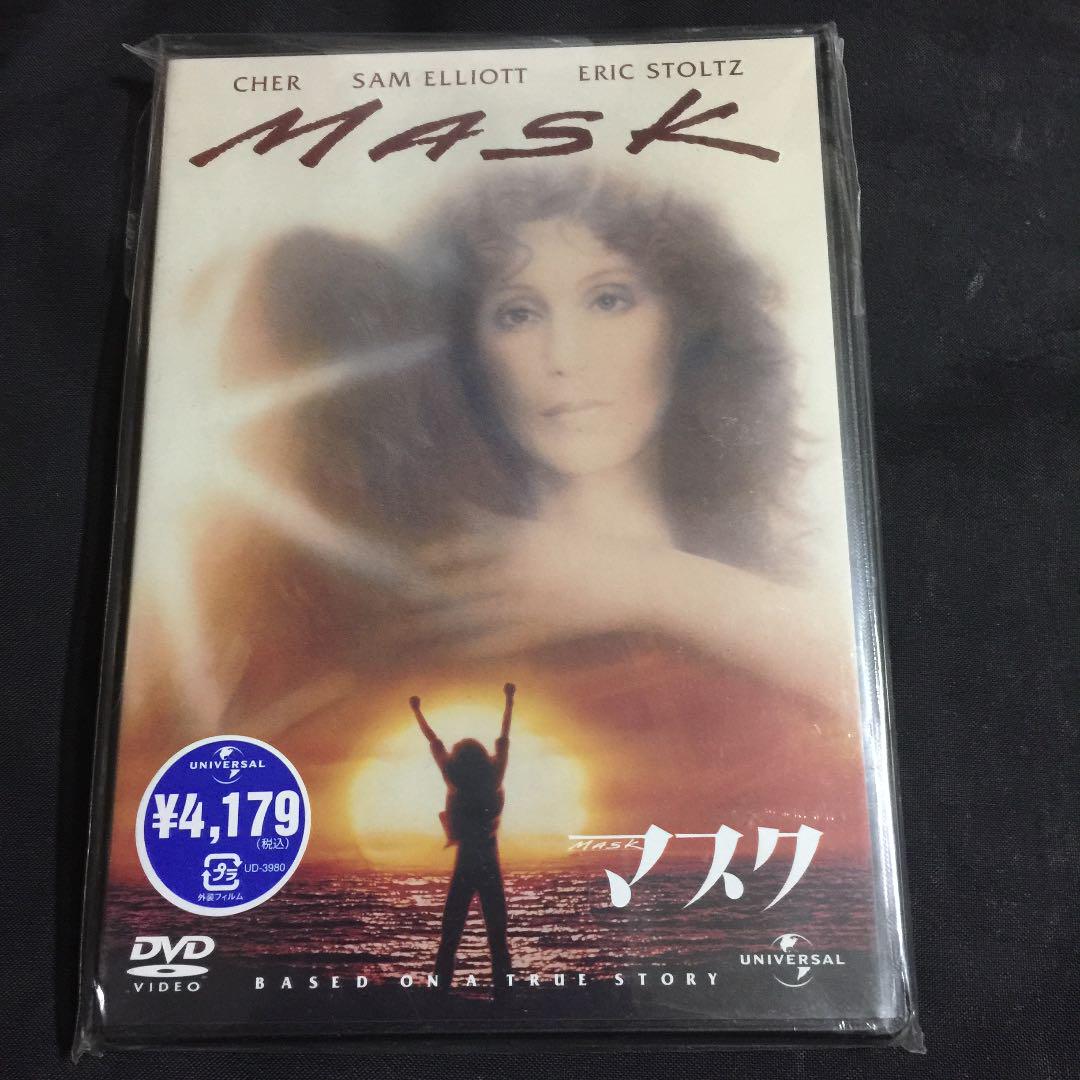 CHER SAM ELLIOTT ERIC STOLTZ
MASK
UNIVERSAL
¥4,179
(税込)
プラ
UD-3980
外装フィルム
MASK
マスク
DVD
VIDEO
BASED ON A TRUE STORY
UNIVERSAL